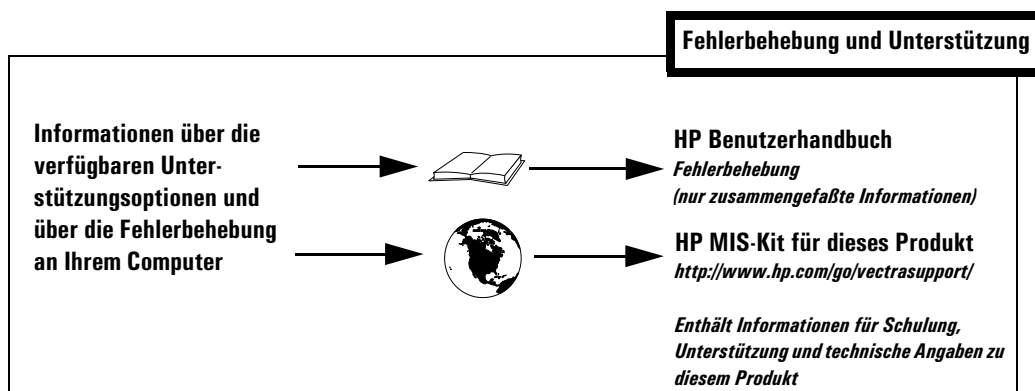 Fehlerbehebung und Unterstützung
Informationen über die
verfügbaren Unter-
stützungsoptionen und
über die Fehlerbehebung
an Ihrem Computer
HP Benutzerhandbuch
Fehlerbehebung
(nur zusammengefaßte Informationen)
HP MIS-Kit für dieses Produkt
http://www.hp.com/go/vectrasupport/
Enthält Informationen für Schulung,
Unterstützung und technische Angaben zu
diesem Produkt